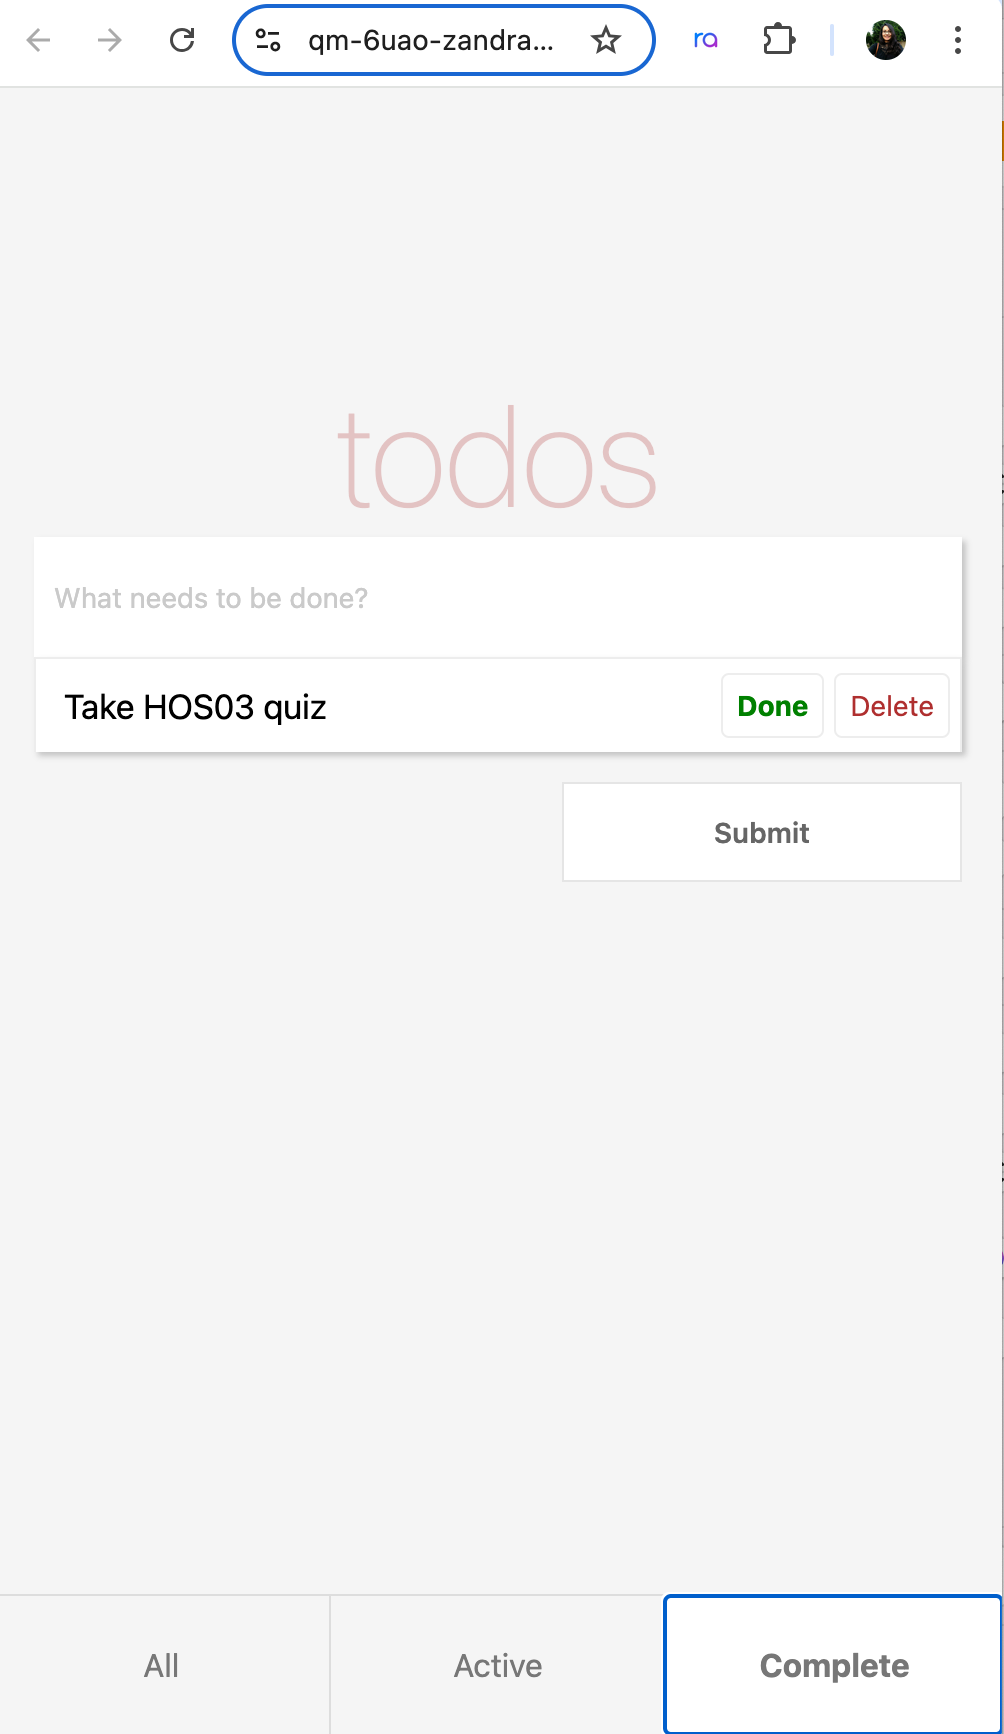 qm-6uao-zandra...
ra
todos
What needs to be done?
Take HOS03 quiz Done Delete
Submit
All Active Complete